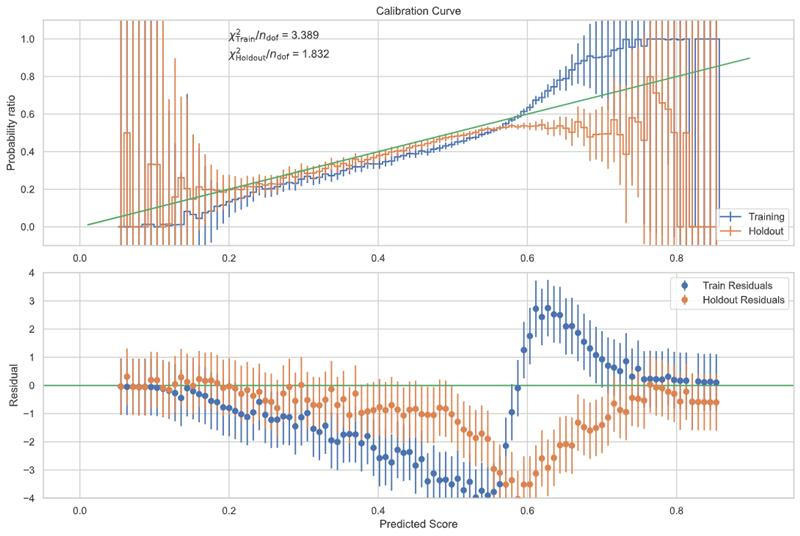 Calibration Curve
χ²Train/ndof = 3.389
χ²Holdout/ndof = 1.832
1.0
0.8
0.6
0.4
0.2
0.0
Probability ratio
Training
Holdout
0.0 0.2 0.4 0.6 0.8
4
3
2
1
0
−1
−2
−3
−4
Residual
Train Residuals
Holdout Residuals
0.0 0.2 0.4 0.6 0.8
Predicted Score